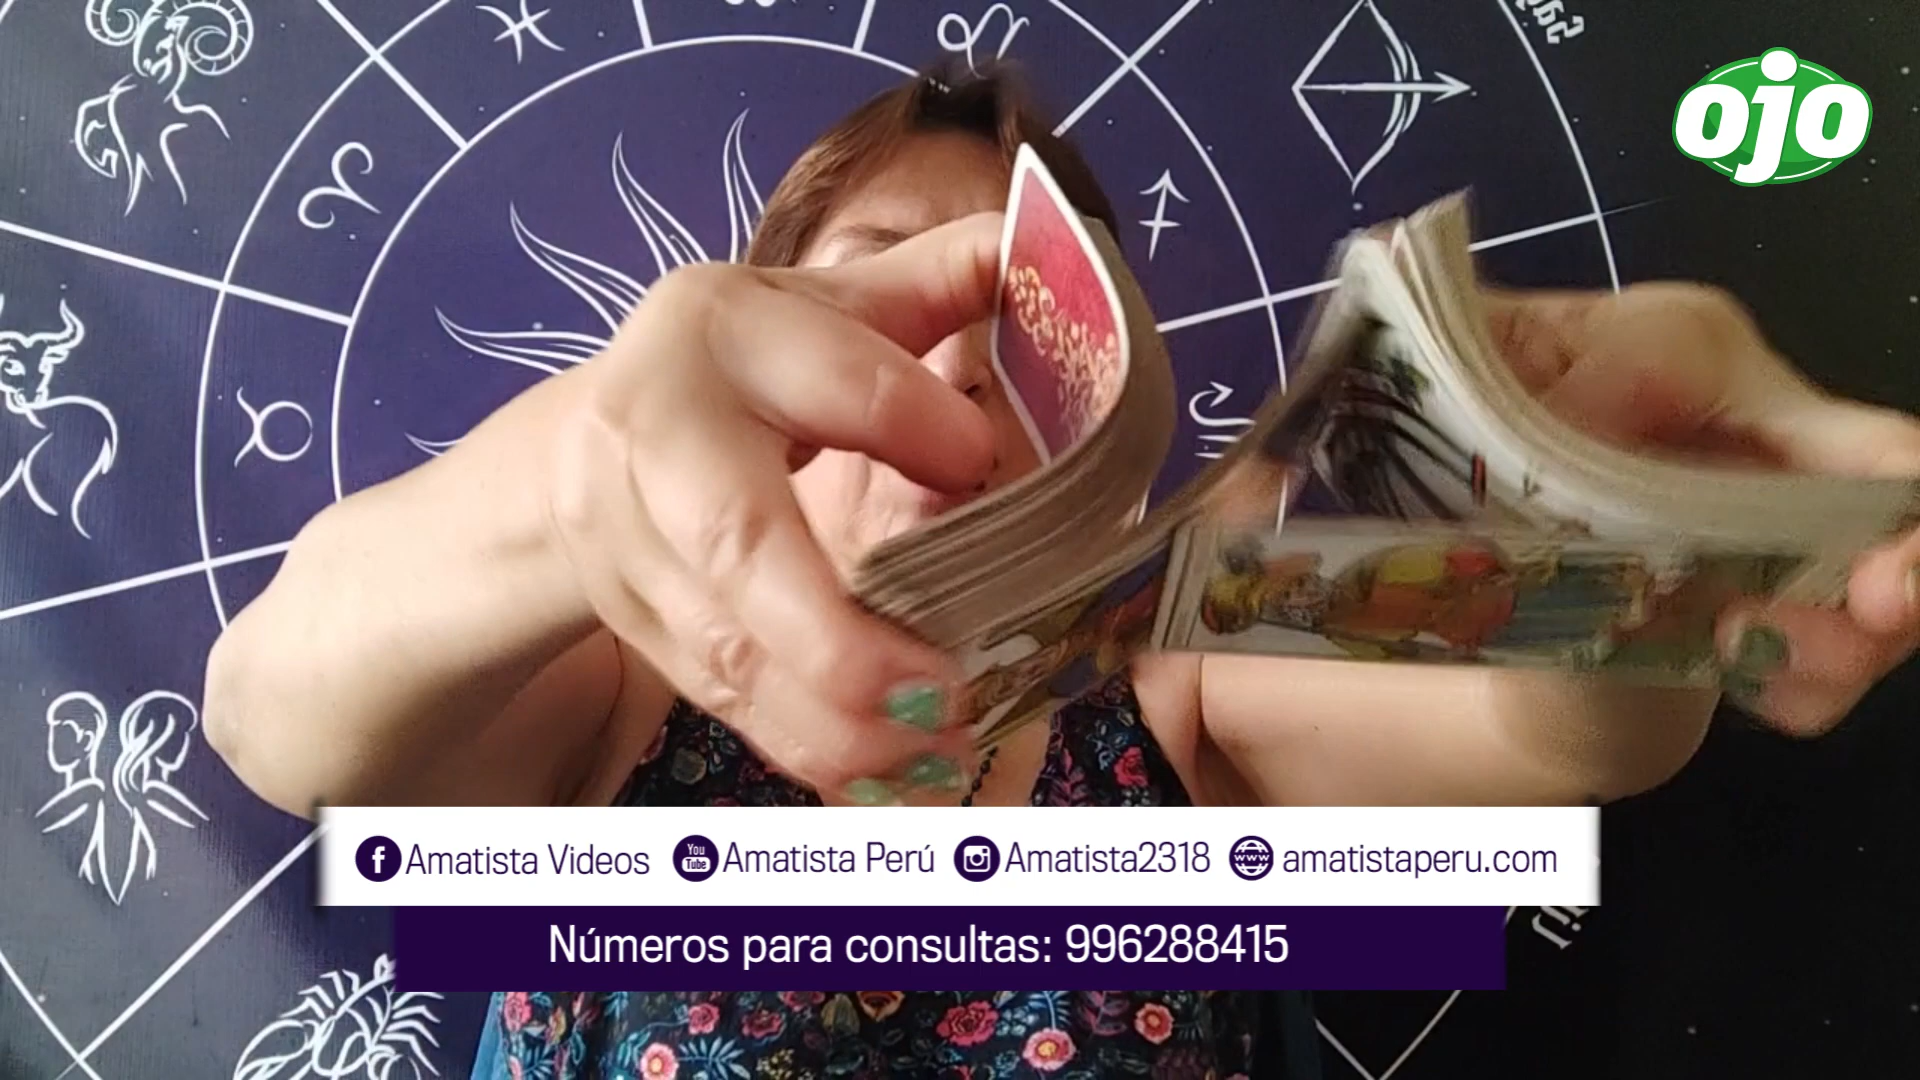 ojo
Amatista Videos You Tube Amatista Perú Amatista2318 www amatistaperu.com
Números para consultas: 996288415